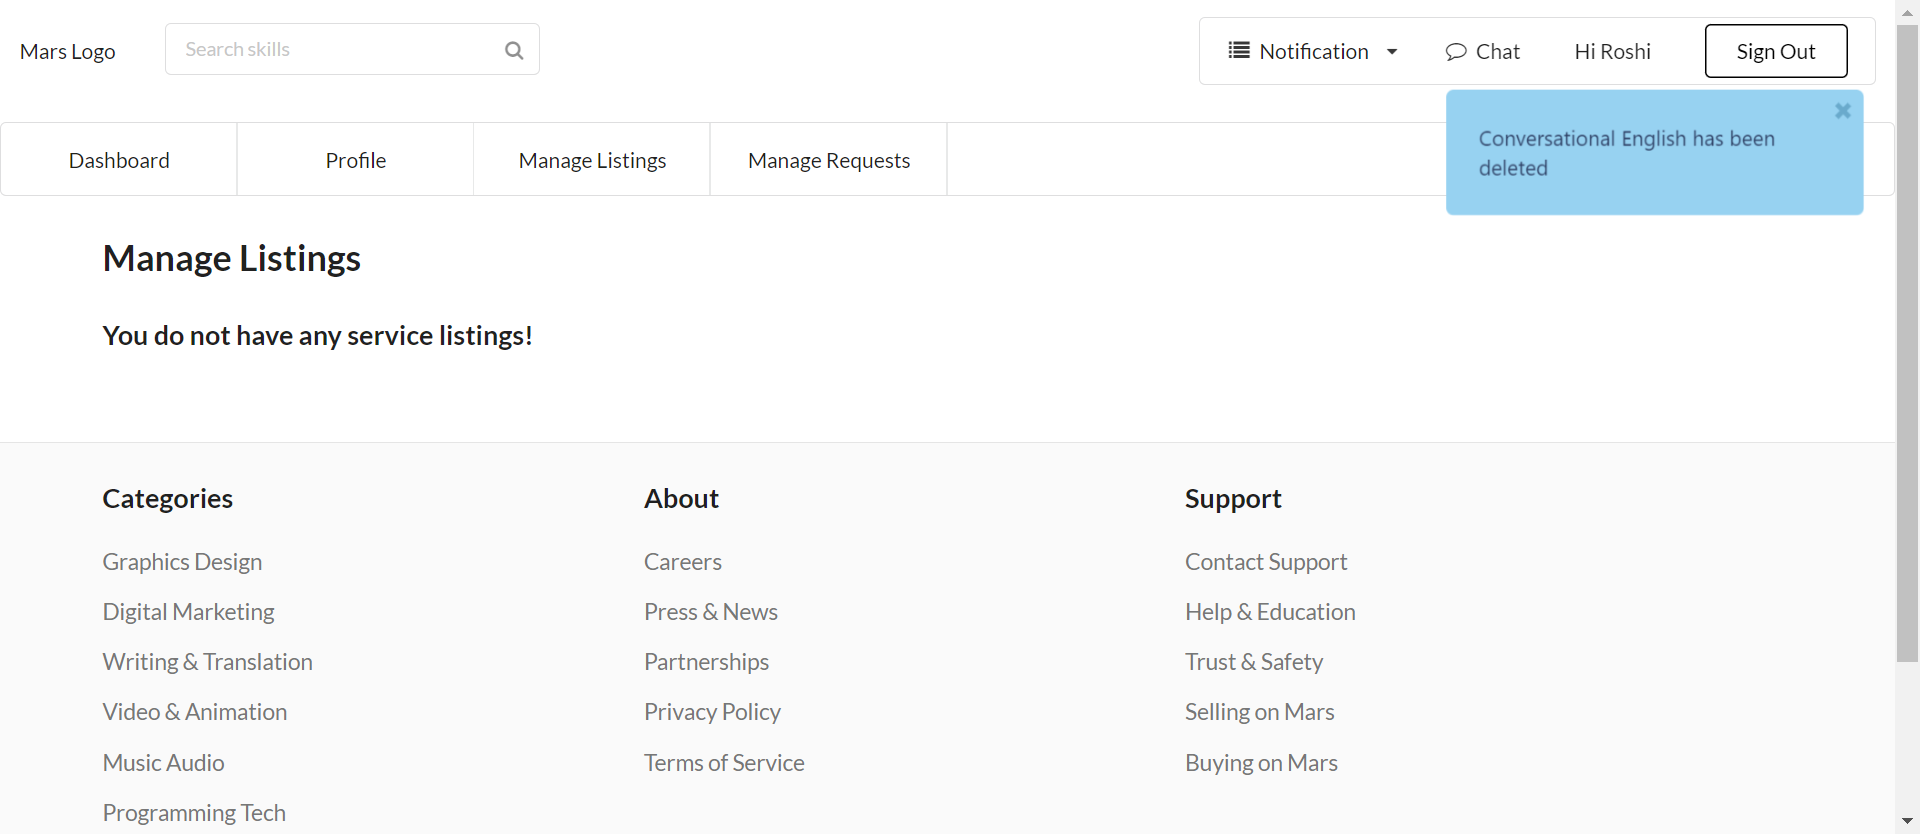 Mars Logo
Search skills
Notification
Chat
Hi Roshi
Sign Out
Conversational English has been
deleted
Dashboard
Profile
Manage Listings
Manage Requests
Manage Listings
You do not have any service listings!
Categories
Graphics Design
Digital Marketing
Writing & Translation
Video & Animation
Music Audio
Programming Tech
About
Careers
Press & News
Partnerships
Privacy Policy
Terms of Service
Support
Contact Support
Help & Education
Trust & Safety
Selling on Mars
Buying on Mars